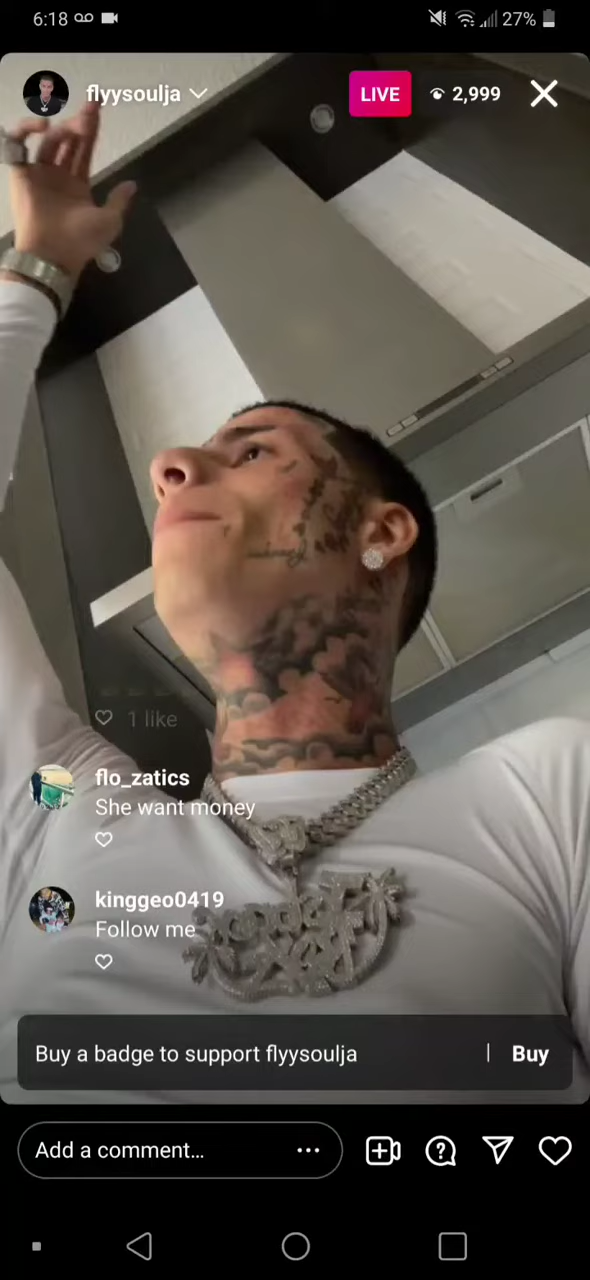 6:18
27%
flyysoulja
LIVE
2,999
1 like
flo_zatics
She want money
kinggeo0419
Follow me
Buy a badge to support flyysoulja | Buy
Add a comment...